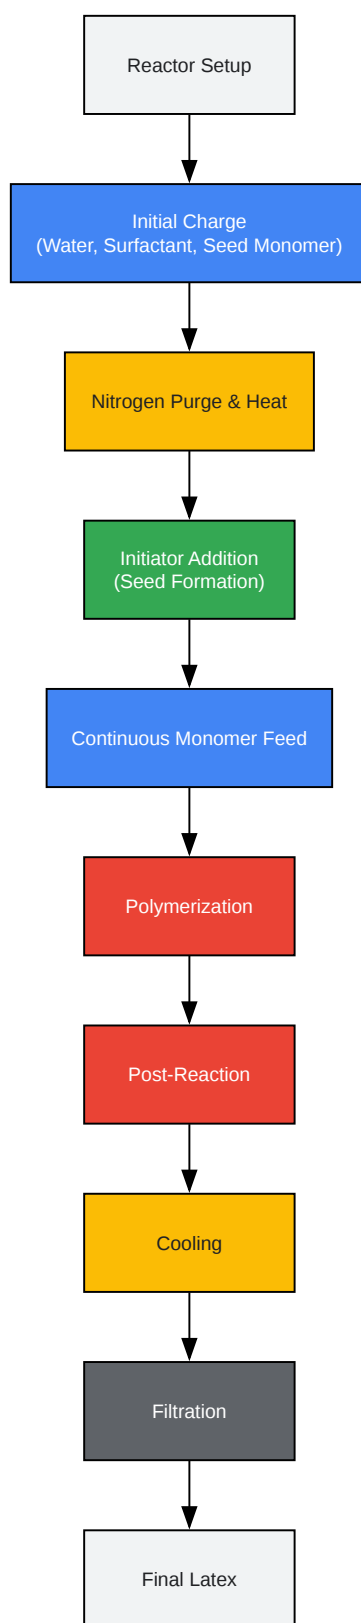 Reactor Setup
Initial Charge
(Water, Surfactant, Seed Monomer)
Nitrogen Purge & Heat
Initiator Addition
(Seed Formation)
Continuous Monomer Feed
Polymerization
Post-Reaction
Cooling
Filtration
Final Latex